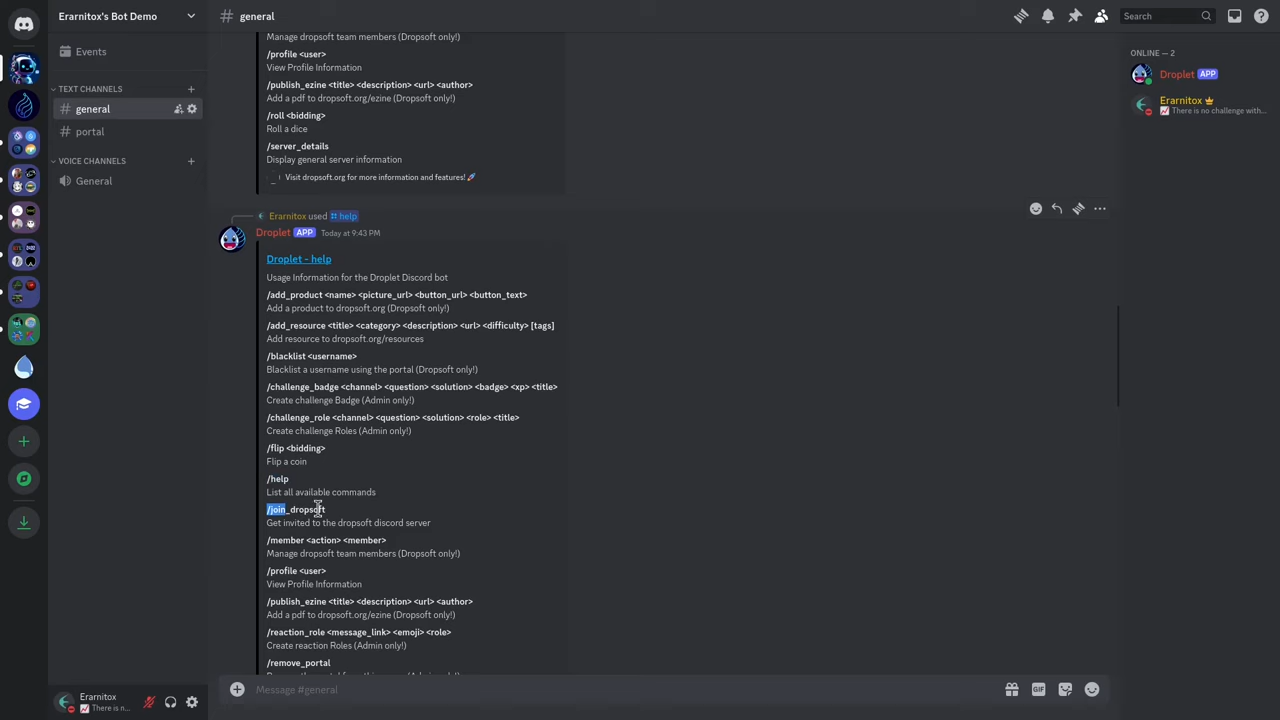 Erarnitox's Bot Demo
Events
TEXT CHANNELS
general
portal
VOICE CHANNELS
General
Erarnitox
There is n...
# general
Search
Manage dropsoft team members (Dropsoft only!)
/profile <user>
View Profile Information
/publish_ezine <title> <description> <url> <author>
Add a pdf to dropsoft.org/ezine (Dropsoft only!)
/roll <bidding>
Roll a dice
/server_details
Display general server information
Visit dropsoft.org for more information and features!🚀
Erarnitox used help
Droplet APP Today at 9:43 PM
Droplet - help
Usage Information for the Droplet Discord bot
/add_product <name> <picture_url> <button_url> <button_text>
Add a product to dropsoft.org (Dropsoft only!)
/add_resource <title> <category> <description> <url> <difficulty> [tags]
Add resource to dropsoft.org/resources
/blacklist <username>
Blacklist a username using the portal (Dropsoft only!)
/challenge_badge <channel> <question> <solution> <badge> <xp> <title>
Create challenge Badge (Admin only!)
/challenge_role <channel> <question> <solution> <role> <title>
Create challenge Roles (Admin only!)
/flip <bidding>
Flip a coin
/help
List all available commands
/join_dropsoft
Get invited to the dropsoft discord server
/member <action> <member>
Manage dropsoft team members (Dropsoft only!)
/profile <user>
View Profile Information
/publish_ezine <title> <description> <url> <author>
Add a pdf to dropsoft.org/ezine (Dropsoft only!)
/reaction_role <message_link> <emoji> <role>
Create reaction Roles (Admin only!)
/remove_portal
Message #general
GIF
ONLINE — 2
Droplet APP
Erarnitox
There is no challenge with...